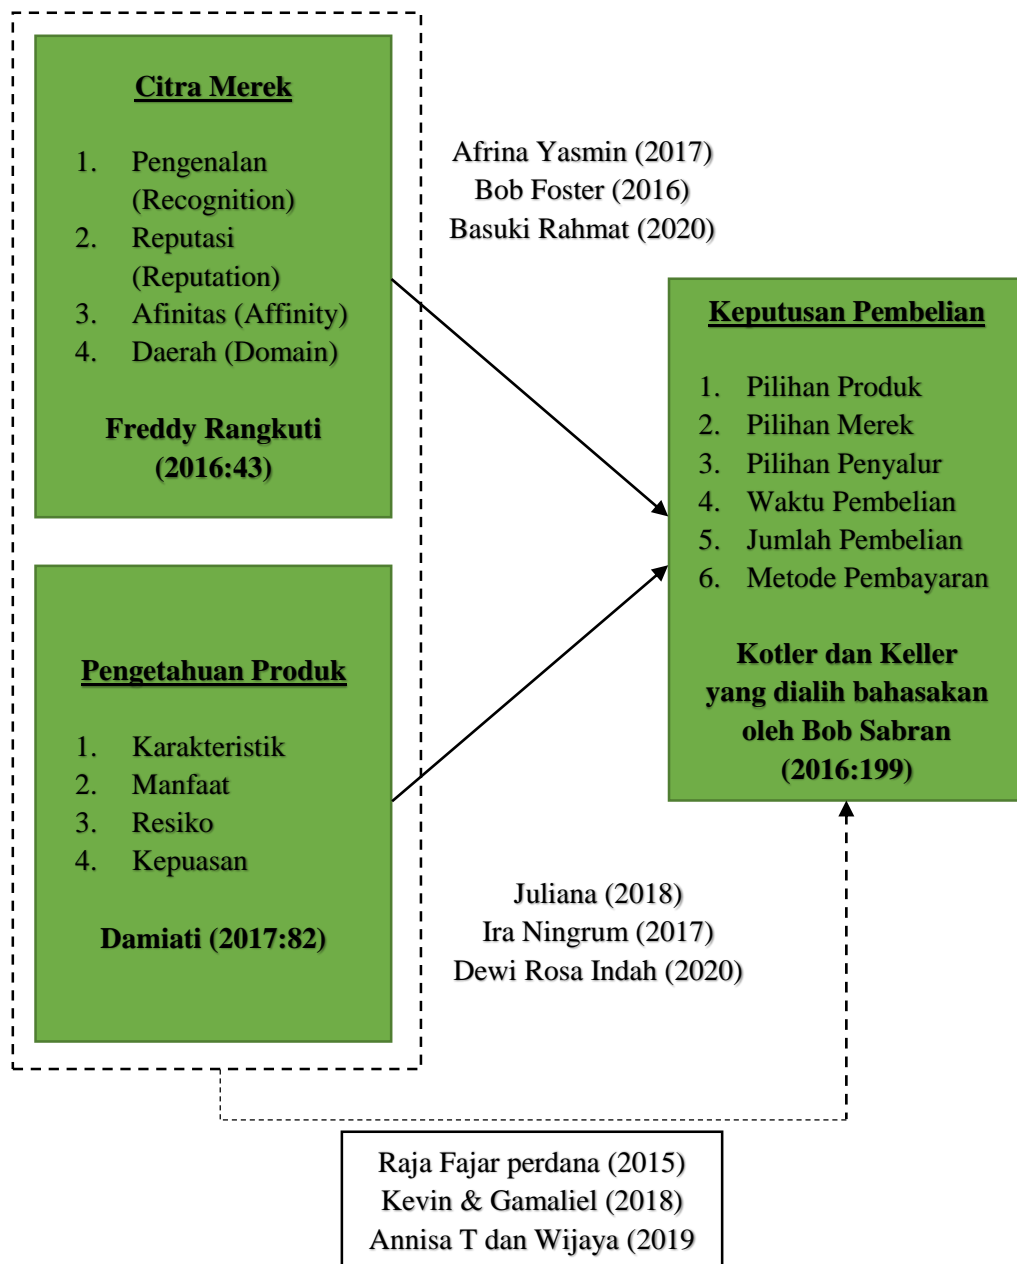 Citra Merek
1. Pengenalan
(Recognition)
2. Reputasi
(Reputation)
3. Afinitas (Affinity)
4. Daerah (Domain)
Freddy Rangkuti
(2016:43)
Afrina Yasmin (2017)
Bob Foster (2016)
Basuki Rahmat (2020)
Keputusan Pembelian
1. Pilihan Produk
2. Pilihan Merek
3. Pilihan Penyalur
4. Waktu Pembelian
5. Jumlah Pembelian
6. Metode Pembayaran
Kotler dan Keller
yang dialih bahasakan
oleh Bob Sabran
(2016:199)
Pengetahuan Produk
1. Karakteristik
2. Manfaat
3. Resiko
4. Kepuasan
Damiati (2017:82)
Juliana (2018)
Ira Ningrum (2017)
Dewi Rosa Indah (2020)
Raja Fajar perdana (2015)
Kevin & Gamaliel (2018)
Annisa T dan Wijaya (2019